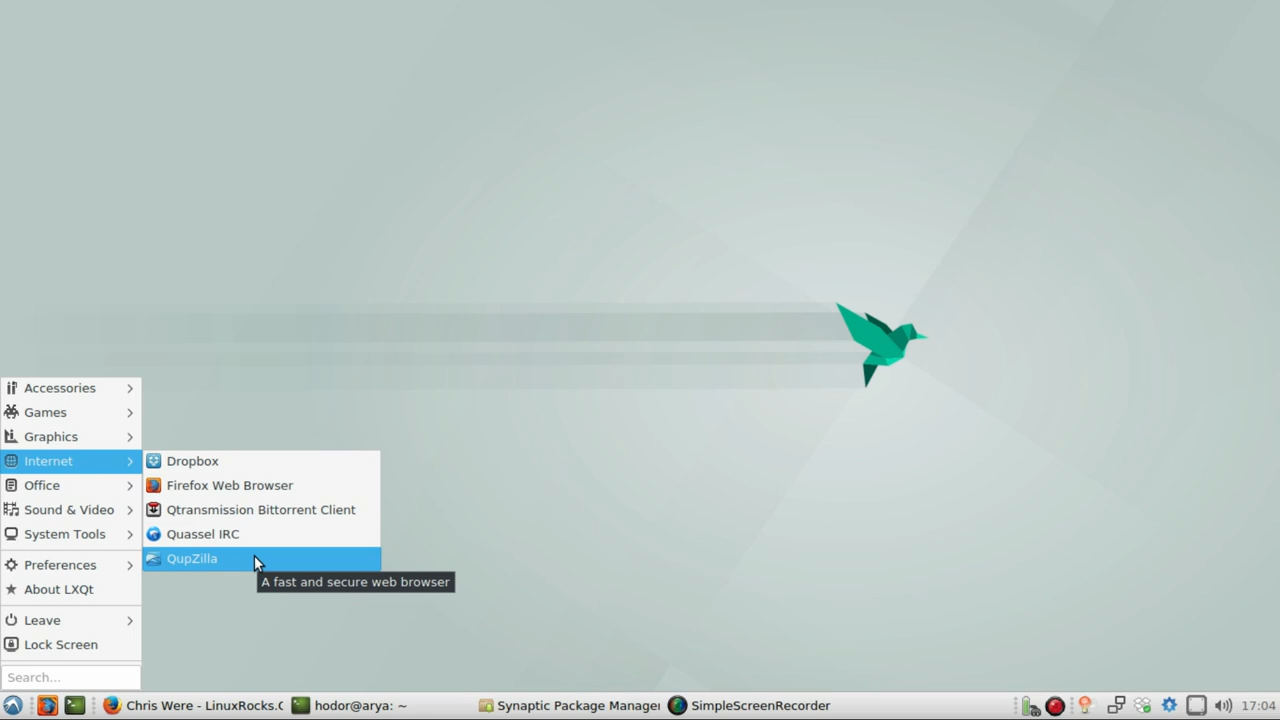 Accessories
Games
Graphics
Internet
Office
Sound & Video
System Tools
Preferences
About LXQt
Leave
Lock Screen
Search...
Dropbox
Firefox Web Browser
Qtransmission Bittorrent Client
Quassel IRC
QupZilla
A fast and secure web browser
Chris Were - LinuxRocks.( hodor@arya: ~ Synaptic Package Manager SimpleScreenRecorder 17:04